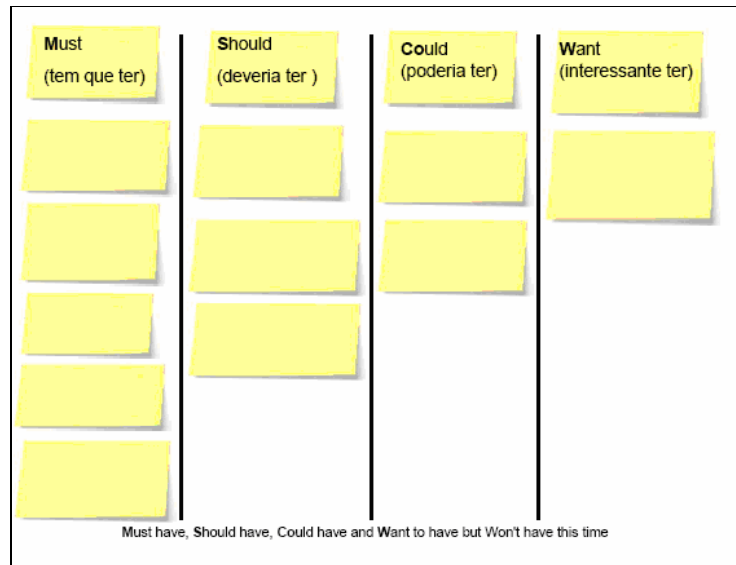 Must
(tem que ter)
Should
(deveria ter )
Could
(poderia ter)
Want
(interessante ter)
Must have, Should have, Could have and Want to have but Won't have this time